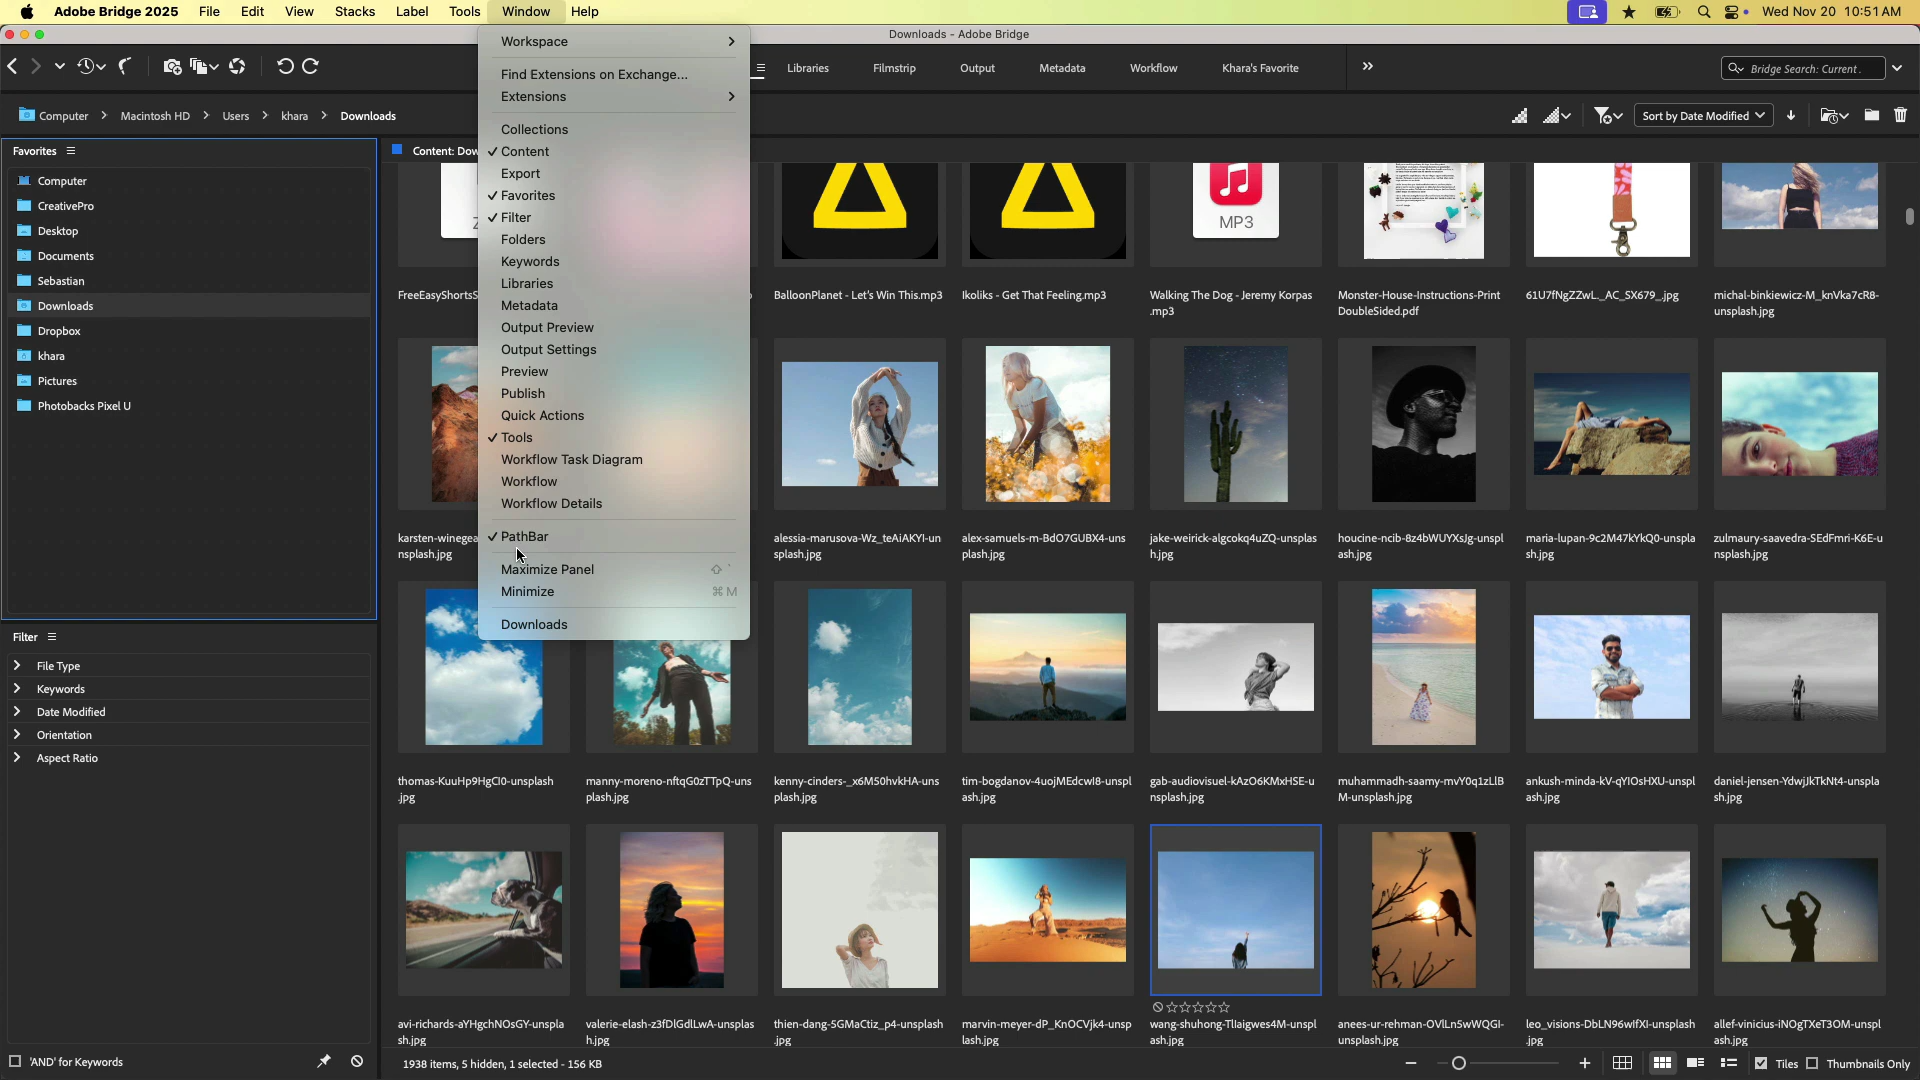 Adobe Bridge 2025 File Edit View Stacks Label Tools Window Help Wed Nov 20 10:51 AM
Downloads - Adobe Bridge
Libraries Filmstrip Output Metadata Workflow Khara's Favorite Bridge Search: Current .
Computer Macintosh HD Users khara Downloads
Sort by Date Modified
Favorites
Computer
CreativePro
Desktop
Documents
Sebastian
Downloads
Dropbox
khara
Pictures
Photobacks Pixel U
Filter
File Type
Keywords
Date Modified
Orientation
Aspect Ratio
'AND' for Keywords
Workspace
Find Extensions on Exchange...
Extensions
Collections
Content
Export
Favorites
Filter
Folders
Keywords
Libraries
Metadata
Output Preview
Output Settings
Preview
Publish
Quick Actions
Tools
Workflow Task Diagram
Workflow
Workflow Details
PathBar
Maximize Panel ⇧ `
Minimize ⌘ M
Downloads
Content: Dow
MP3
FreeEasyShortsS
BalloonPlanet - Let's Win This.mp3
Ikoliks - Get That Feeling.mp3
Walking The Dog - Jeremy Korpas
.mp3
Monster-House-Instructions-Print
DoubleSided.pdf
61U7fNgZZwL._AC_SX679_.jpg
michal-binkiewicz-M_knVka7cR8-
unsplash.jpg
karsten-winegea
nsplash.jpg
alessia-marusova-Wz_teAiAKYI-un
splash.jpg
alex-samuels-m-BdO7GUBX4-uns
plash.jpg
jake-weirick-algcokq4uZQ-unsplas
h.jpg
houcine-ncib-8z4bWUYXsJg-unspl
ash.jpg
maria-lupan-9c2M47kYkQ0-unspla
sh.jpg
zulmaury-saavedra-SEdFmri-K6E-u
nsplash.jpg
thomas-KuuHp9HgCl0-unsplash
.jpg
manny-moreno-nftqG0zTTpQ-uns
plash.jpg
kenny-cinders-_x6M50hvkHA-uns
plash.jpg
tim-bogdanov-4uojMEdcwI8-unspl
ash.jpg
gab-audiovisuel-kAzO6KMxHSE-u
nsplash.jpg
muhammadh-saamy-mvY0q1zLlB
M-unsplash.jpg
ankush-minda-kV-qYIOsHXU-unspl
ash.jpg
daniel-jensen-YdwjJkTkNt4-unspla
sh.jpg
avi-richards-aYHgchNOsGY-unspla
sh.jpg
valerie-elash-z3fDlGdlLwA-unsplas
h.jpg
thien-dang-5GMaCtiz_p4-unsplash
.jpg
marvin-meyer-dP_KnOCVjk4-unsp
lash.jpg
wang-shuhong-TlIaigwes4M-unspl
ash.jpg
anees-ur-rehman-OVlLn5wWQGI-
unsplash.jpg
leo_visions-DbLN96wIfXI-unsplash
.jpg
allef-vinicius-iNOgTXeT3OM-unspl
ash.jpg
1938 items, 5 hidden, 1 selected - 156 KB
Tiles Thumbnails Only